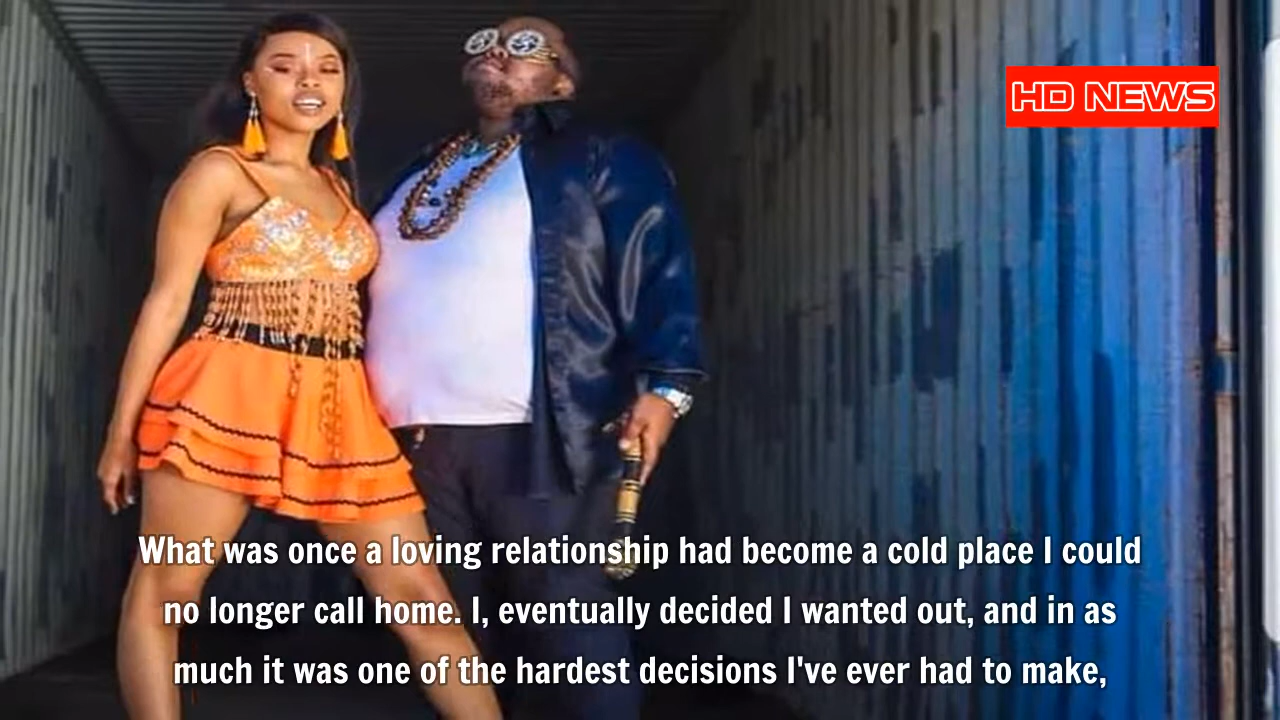 HD NEWS
What was once a loving relationship had become a cold place I could
no longer call home. I, eventually decided I wanted out, and in as
much it was one of the hardest decisions I've ever had to make,